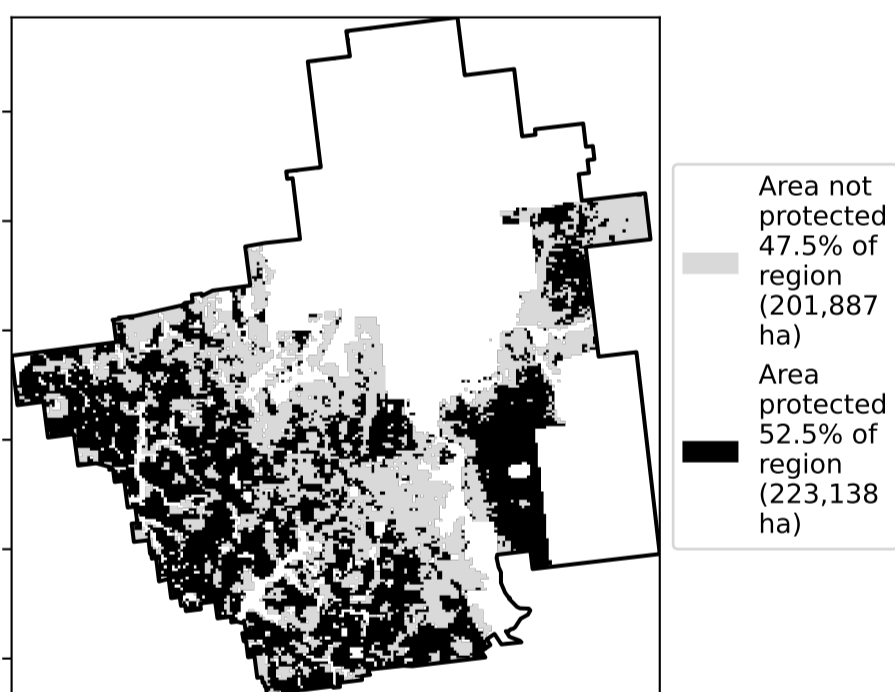 Area not
protected
47.5% of
region
(201,887
ha)
Area
protected
52.5% of
region
(223,138
ha)